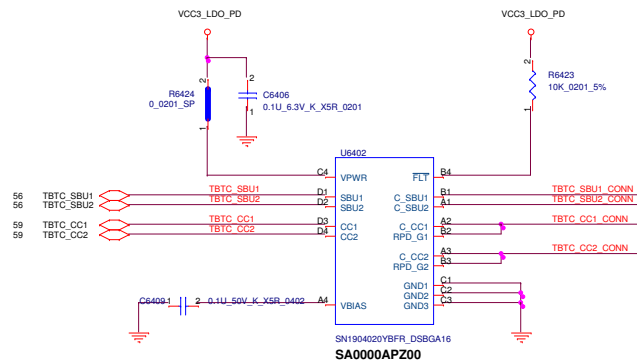 VCC3_LDO_PD VCC3_LDO_PD
2 2 2
R6424 C6406 R6423
0_0201_SP 0.1U_6.3V_K_X5R_0201 10K_0201_5%
1 1 1
U6402
C4 VPWR FLT B4
56 TBTC_SBU1 TBTC_SBU1 D1 SBU1 C_SBU1 B1 TBTC_SBU1_CONN
56 TBTC_SBU2 TBTC_SBU2 D2 SBU2 C_SBU2 A1 TBTC_SBU2_CONN
59 TBTC_CC1 TBTC_CC1 D3 CC1 C_CC1 A2 TBTC_CC1_CONN
59 TBTC_CC2 TBTC_CC2 D4 CC2 RPD_G1 B2
C_CC2 A3 TBTC_CC2_CONN
RPD_G2 B3
GND1 C1
GND2 C2
C6409 1 2 0.1U_50V_K_X5R_0402 A4 VBIAS GND3 C3
SN1904020YBFR_DSBGA16
SA0000APZ00